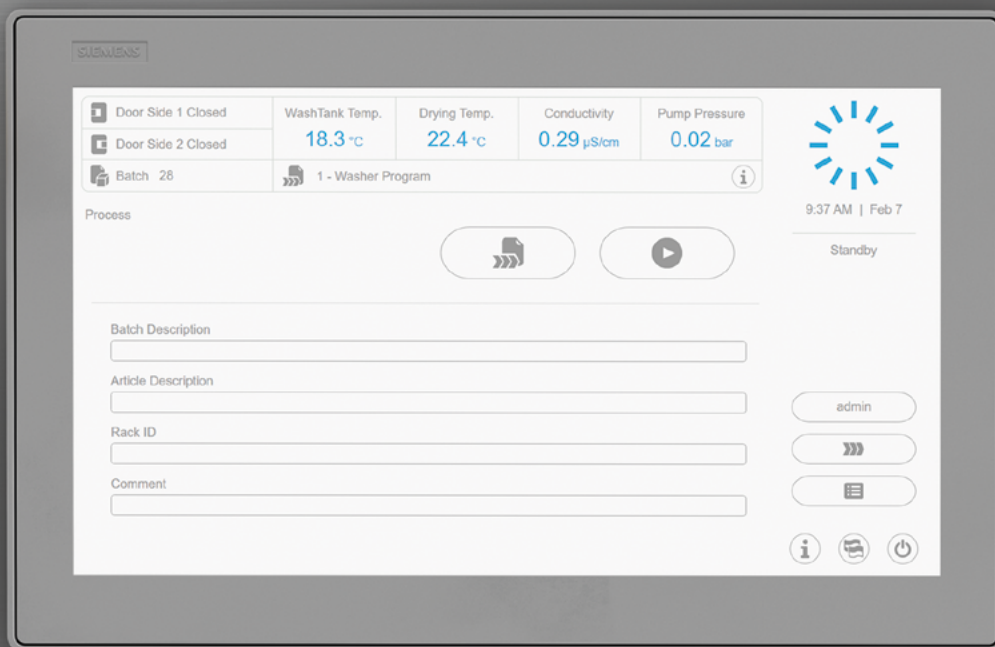 SIEMENS
Door Side 1 Closed
Door Side 2 Closed
Batch 28
WashTank Temp.
18.3 °C
Drying Temp.
22.4 °C
Conductivity
0.29 µS/cm
Pump Pressure
0.02 bar
1 - Washer Program
9:37 AM | Feb 7
Standby
Process
Batch Description
Article Description
Rack ID
Comment
admin